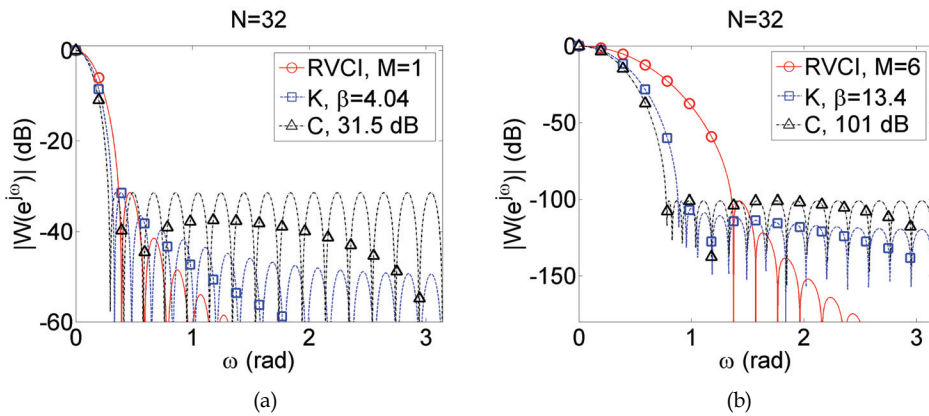 N=32
|W(e^{jω})| (dB)
0
-20
-40
-60
RVCI, M=1
K, β=4.04
C, 31.5 dB
0 1 2 3
ω (rad)
(a)
N=32
|W(e^{jω})| (dB)
0
-50
-100
-150
RVCI, M=6
K, β=13.4
C, 101 dB
0 1 2 3
ω (rad)
(b)